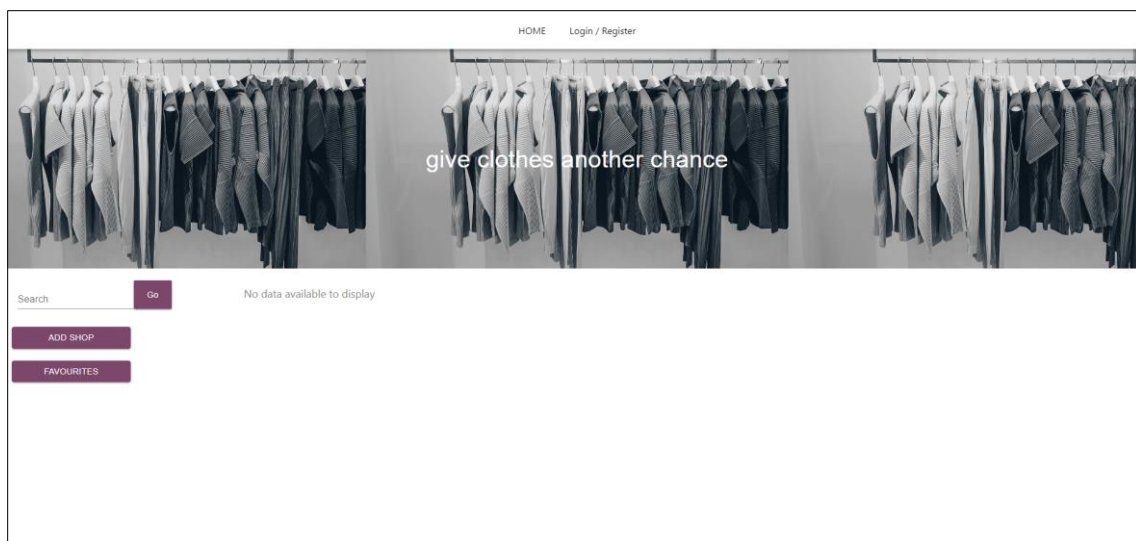 HOME Login / Register
give clothes another chance
Search Go
No data available to display
ADD SHOP
FAVOURITES